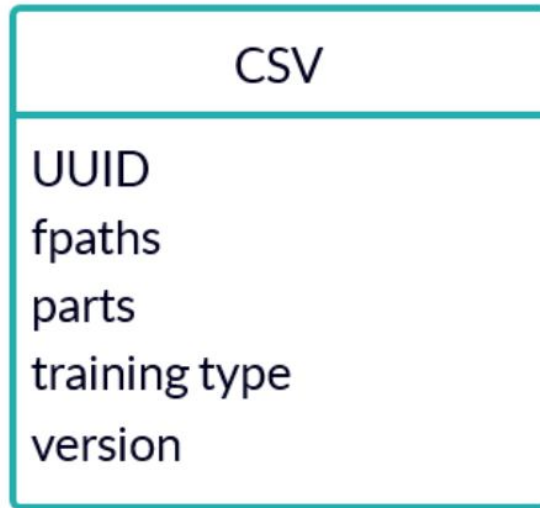 CSV
UUID
fpaths
parts
training type
version